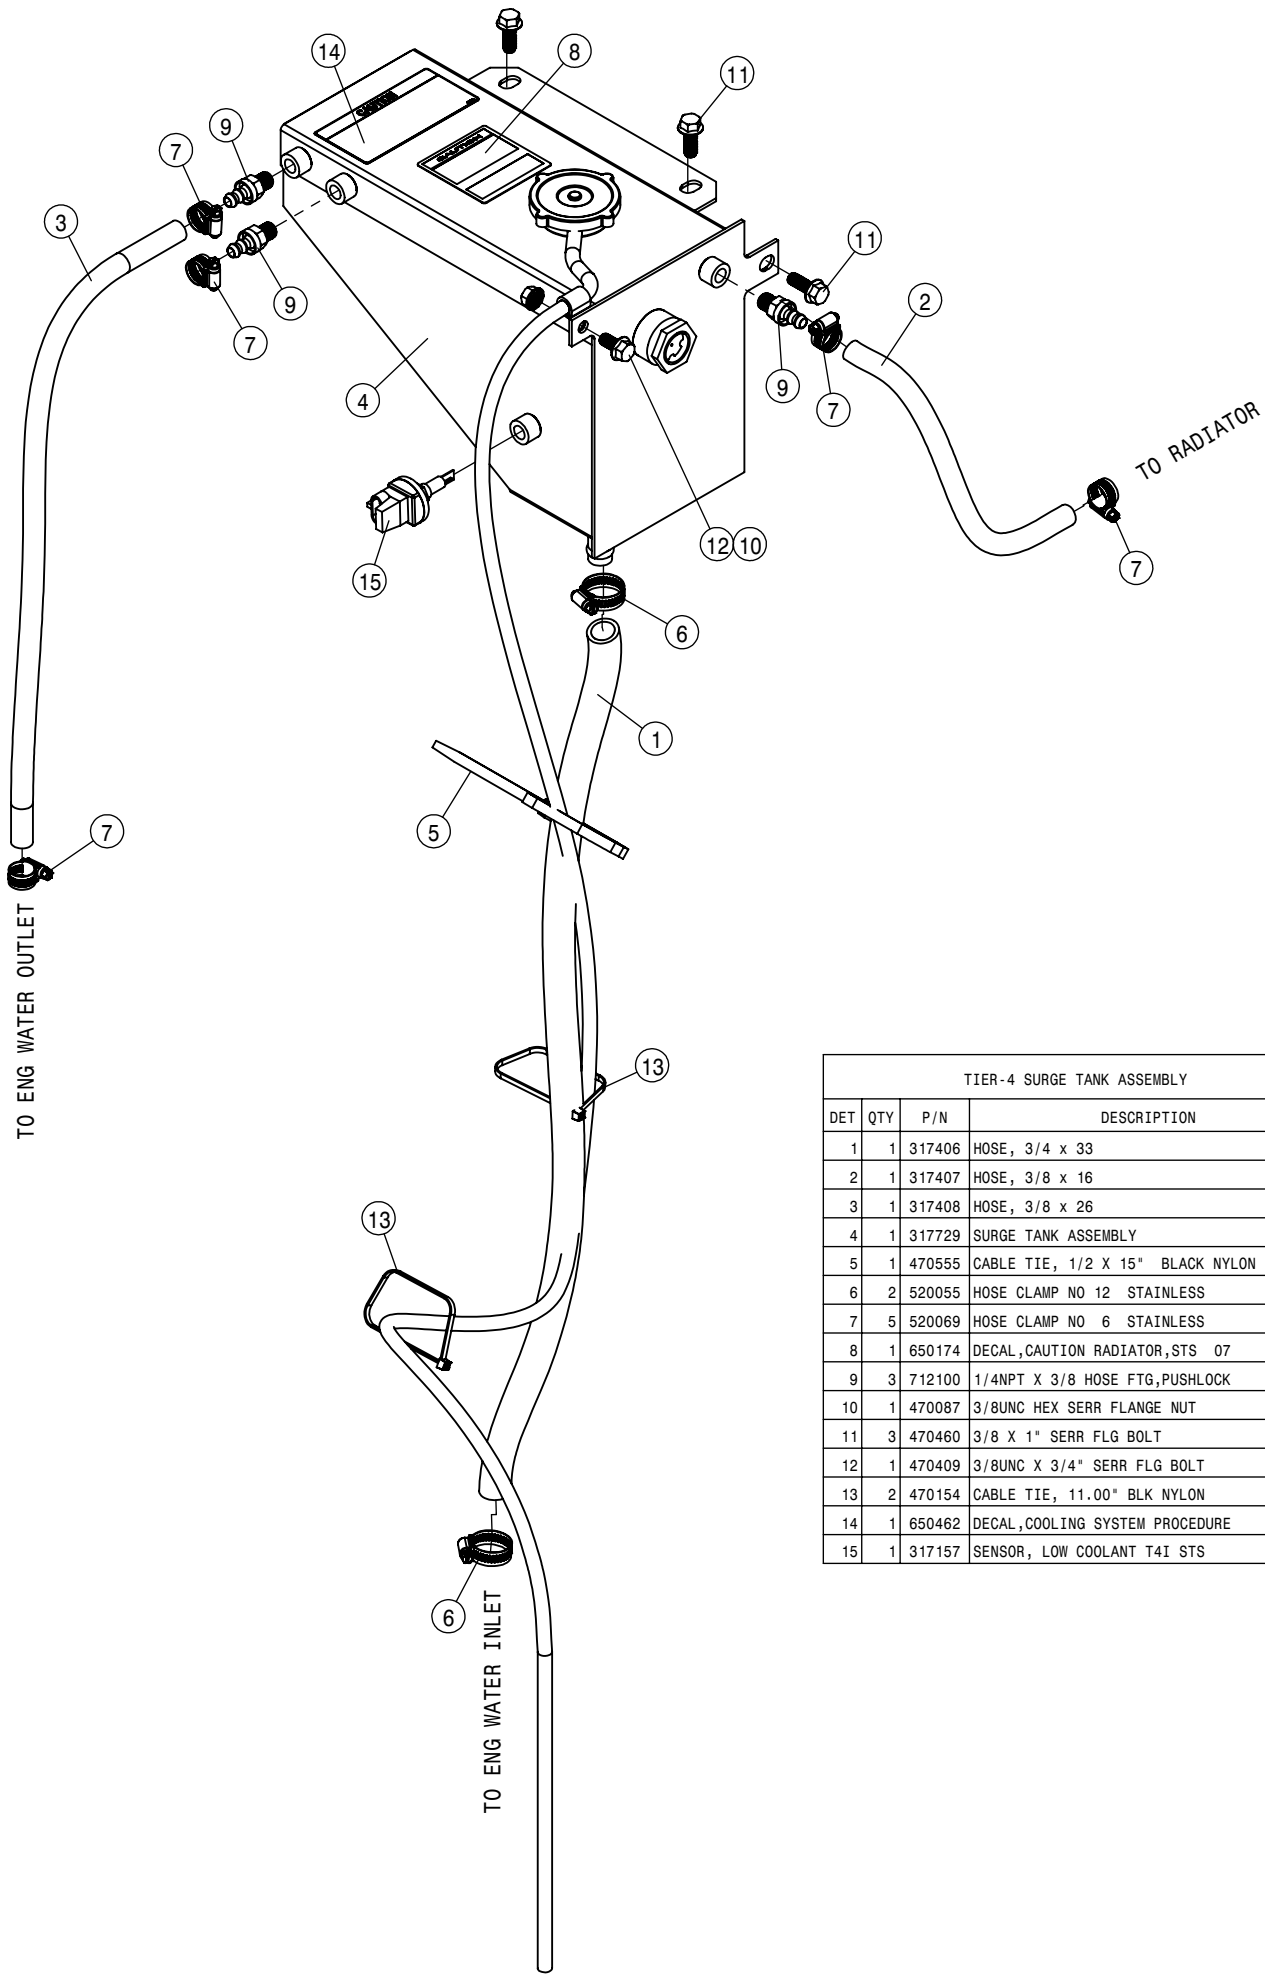 14
8
11
9
7
3
11
9
2
7
9
7
4
TO RADIATOR
12
10
15
7
6
1
5
7
TO ENG WATER OUTLET
13
13
6
TO ENG WATER INLET
CAUTION
TIER-4 SURGE TANK ASSEMBLY
DET QTY P/N DESCRIPTION
1 1 317406 HOSE, 3/4 x 33
2 1 317407 HOSE, 3/8 x 16
3 1 317408 HOSE, 3/8 x 26
4 1 317729 SURGE TANK ASSEMBLY
5 1 470555 CABLE TIE, 1/2 X 15" BLACK NYLON
6 2 520055 HOSE CLAMP NO 12 STAINLESS
7 5 520069 HOSE CLAMP NO 6 STAINLESS
8 1 650174 DECAL,CAUTION RADIATOR,STS 07
9 3 712100 1/4NPT X 3/8 HOSE FTG,PUSHLOCK
10 1 470087 3/8UNC HEX SERR FLANGE NUT
11 3 470460 3/8 X 1" SERR FLG BOLT
12 1 470409 3/8UNC X 3/4" SERR FLG BOLT
13 2 470154 CABLE TIE, 11.00" BLK NYLON
14 1 650462 DECAL,COOLING SYSTEM PROCEDURE
15 1 317157 SENSOR, LOW COOLANT T4I STS